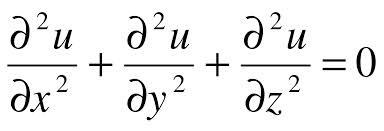 ∂²u/∂x² + ∂²u/∂y² + ∂²u/∂z² = 0